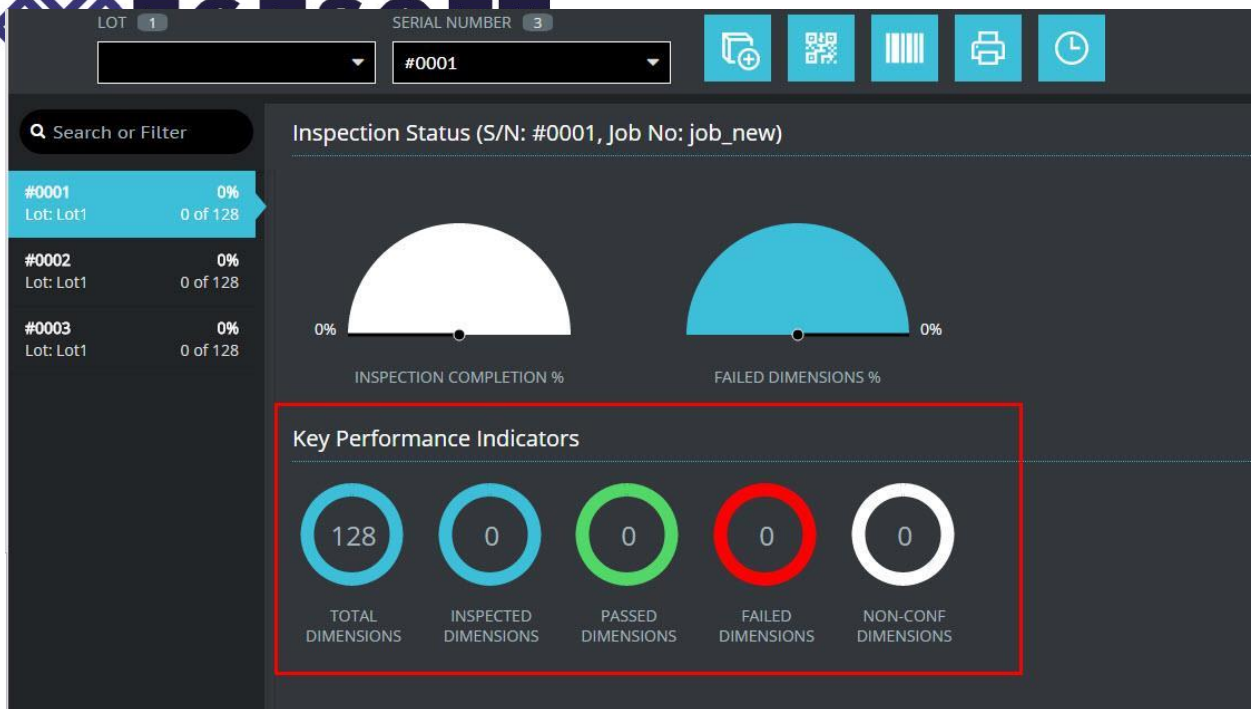 LOT 1
SERIAL NUMBER 3
#0001
Search or Filter
Inspection Status (S/N: #0001, Job No: job_new)
#0001 0%
Lot: Lot1 0 of 128
#0002 0%
Lot: Lot1 0 of 128
#0003 0%
Lot: Lot1 0 of 128
0%
0%
INSPECTION COMPLETION %
FAILED DIMENSIONS %
Key Performance Indicators
128 0 0 0 0
TOTAL DIMENSIONS
INSPECTED DIMENSIONS
PASSED DIMENSIONS
FAILED DIMENSIONS
NON-CONF DIMENSIONS